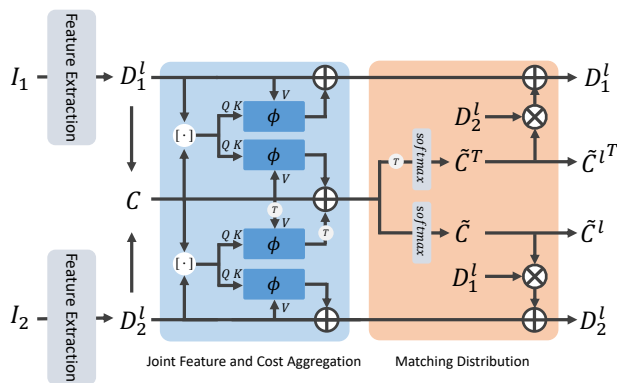 I₁
Feature Extraction
D₁ˡ
Q K
V
ϕ
D₂ˡ
D₁ˡ
[·]
Q K
ϕ
V
T
softmax
C̃ᵀ
C̃ˡᵀ
C
T
V
T
softmax
C̃
C̃ˡ
[·]
Q K
ϕ
Q K
ϕ
V
D₁ˡ
I₂
Feature Extraction
D₂ˡ
D₂ˡ
Joint Feature and Cost Aggregation
Matching Distribution